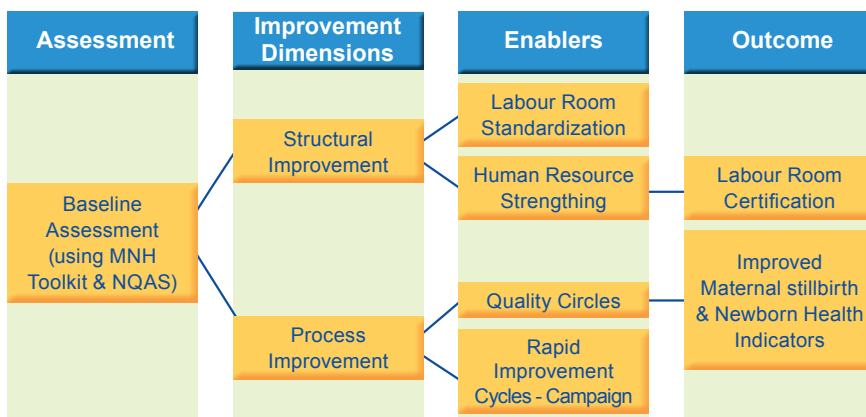 Assessment
Improvement
Dimensions
Enablers
Outcome
Baseline
Assessment
(using MNH
Toolkit & NQAS)
Structural
Improvement
Process
Improvement
Labour Room
Standardization
Human Resource
Strengthing
Quality Circles
Rapid
Improvement
Cycles - Campaign
Labour Room
Certification
Improved
Maternal stillbirth
& Newborn Health
Indicators